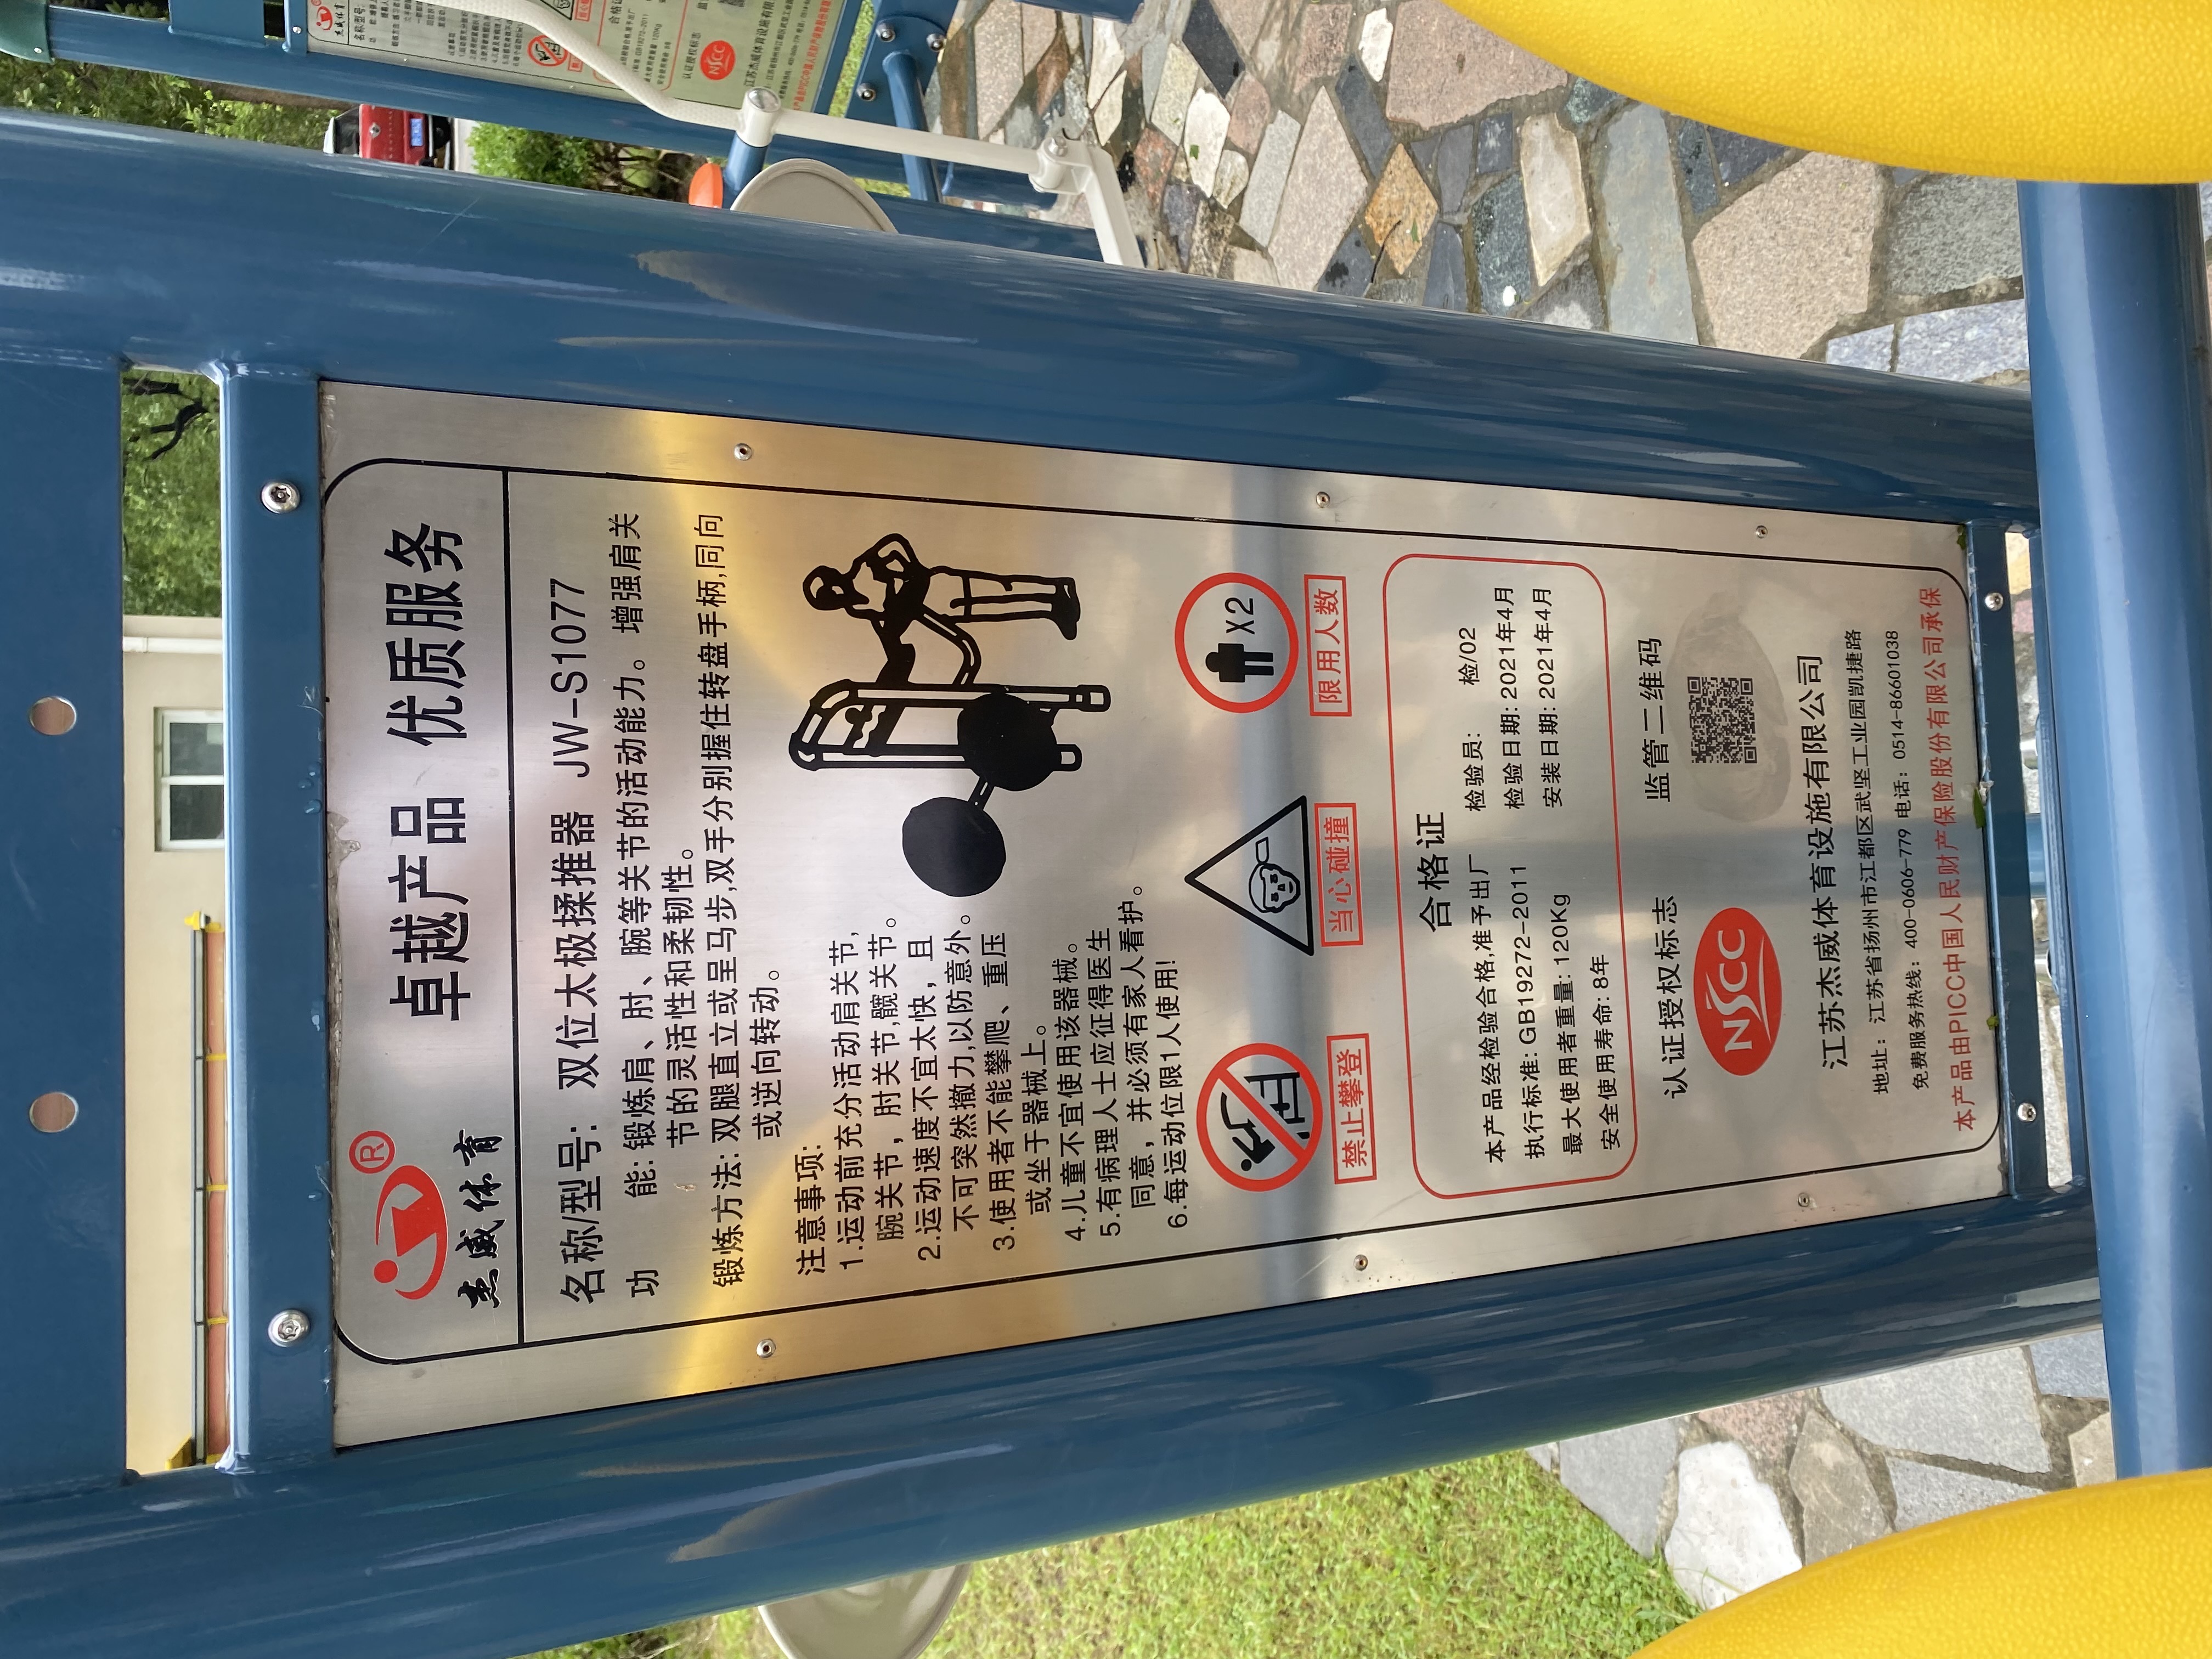 杰威体育
®
卓越产品 优质服务
名称/型号: 双位太极揉推器 JW-S1077
功 能: 锻炼肩、肘、腕等关节的活动能力。增强肩关
节的灵活性和柔韧性。
锻炼方法: 双腿直立或呈马步,双手分别握住转盘手柄,同向
或逆向转动。
注意事项:
1.运动前充分活动肩关节,
腕关节，肘关节,髋关节。
2.运动速度不宜太快，且
不可突然撤力,以防意外。
3.使用者不能攀爬、重压
或坐于器械上。
4.儿童不宜使用该器械。
5.有病理人士应征得医生
同意，并必须有家人看护。
6.每运动位限1人使用!
禁止攀登
当心碰撞
X2
限用人数
合格证
本产品经检验合格,准予出厂 检验员: 检/02
执行标准: GB19272-2011 检验日期: 2021年4月
最大使用者重量: 120Kg 安装日期: 2021年4月
安全使用寿命: 8年
认证授权标志 监管二维码
NSCC
江苏杰威体育设施有限公司
地址: 江苏省扬州市江都区武坚工业园凯捷路
免费服务热线: 400-0606-779 电话: 0514-86601038
本产品由PICC中国人民财产保险股份有限公司承保